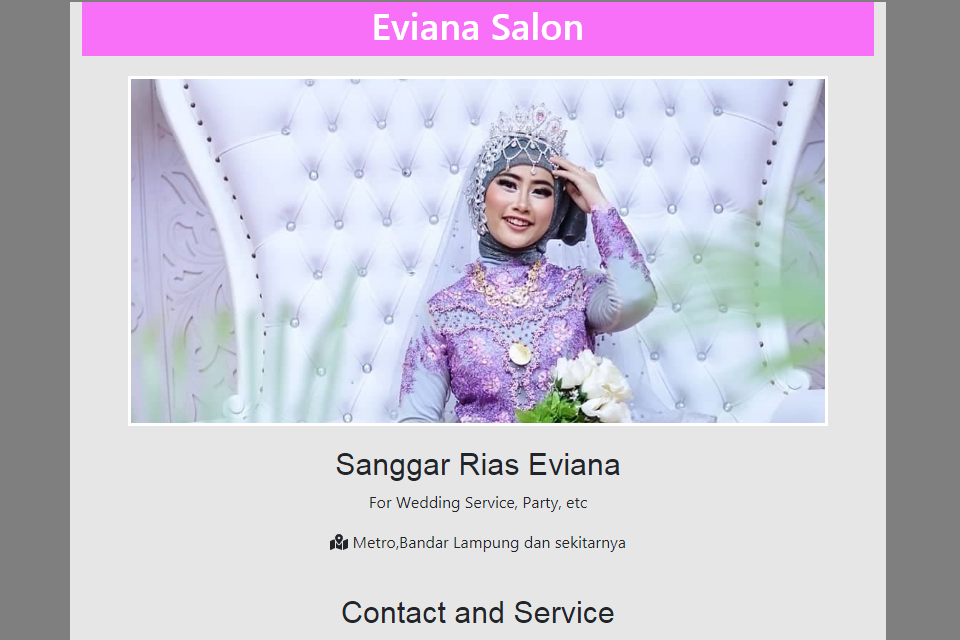 Eviana Salon
Sanggar Rias Eviana
For Wedding Service, Party, etc
Metro,Bandar Lampung dan sekitarnya
Contact and Service